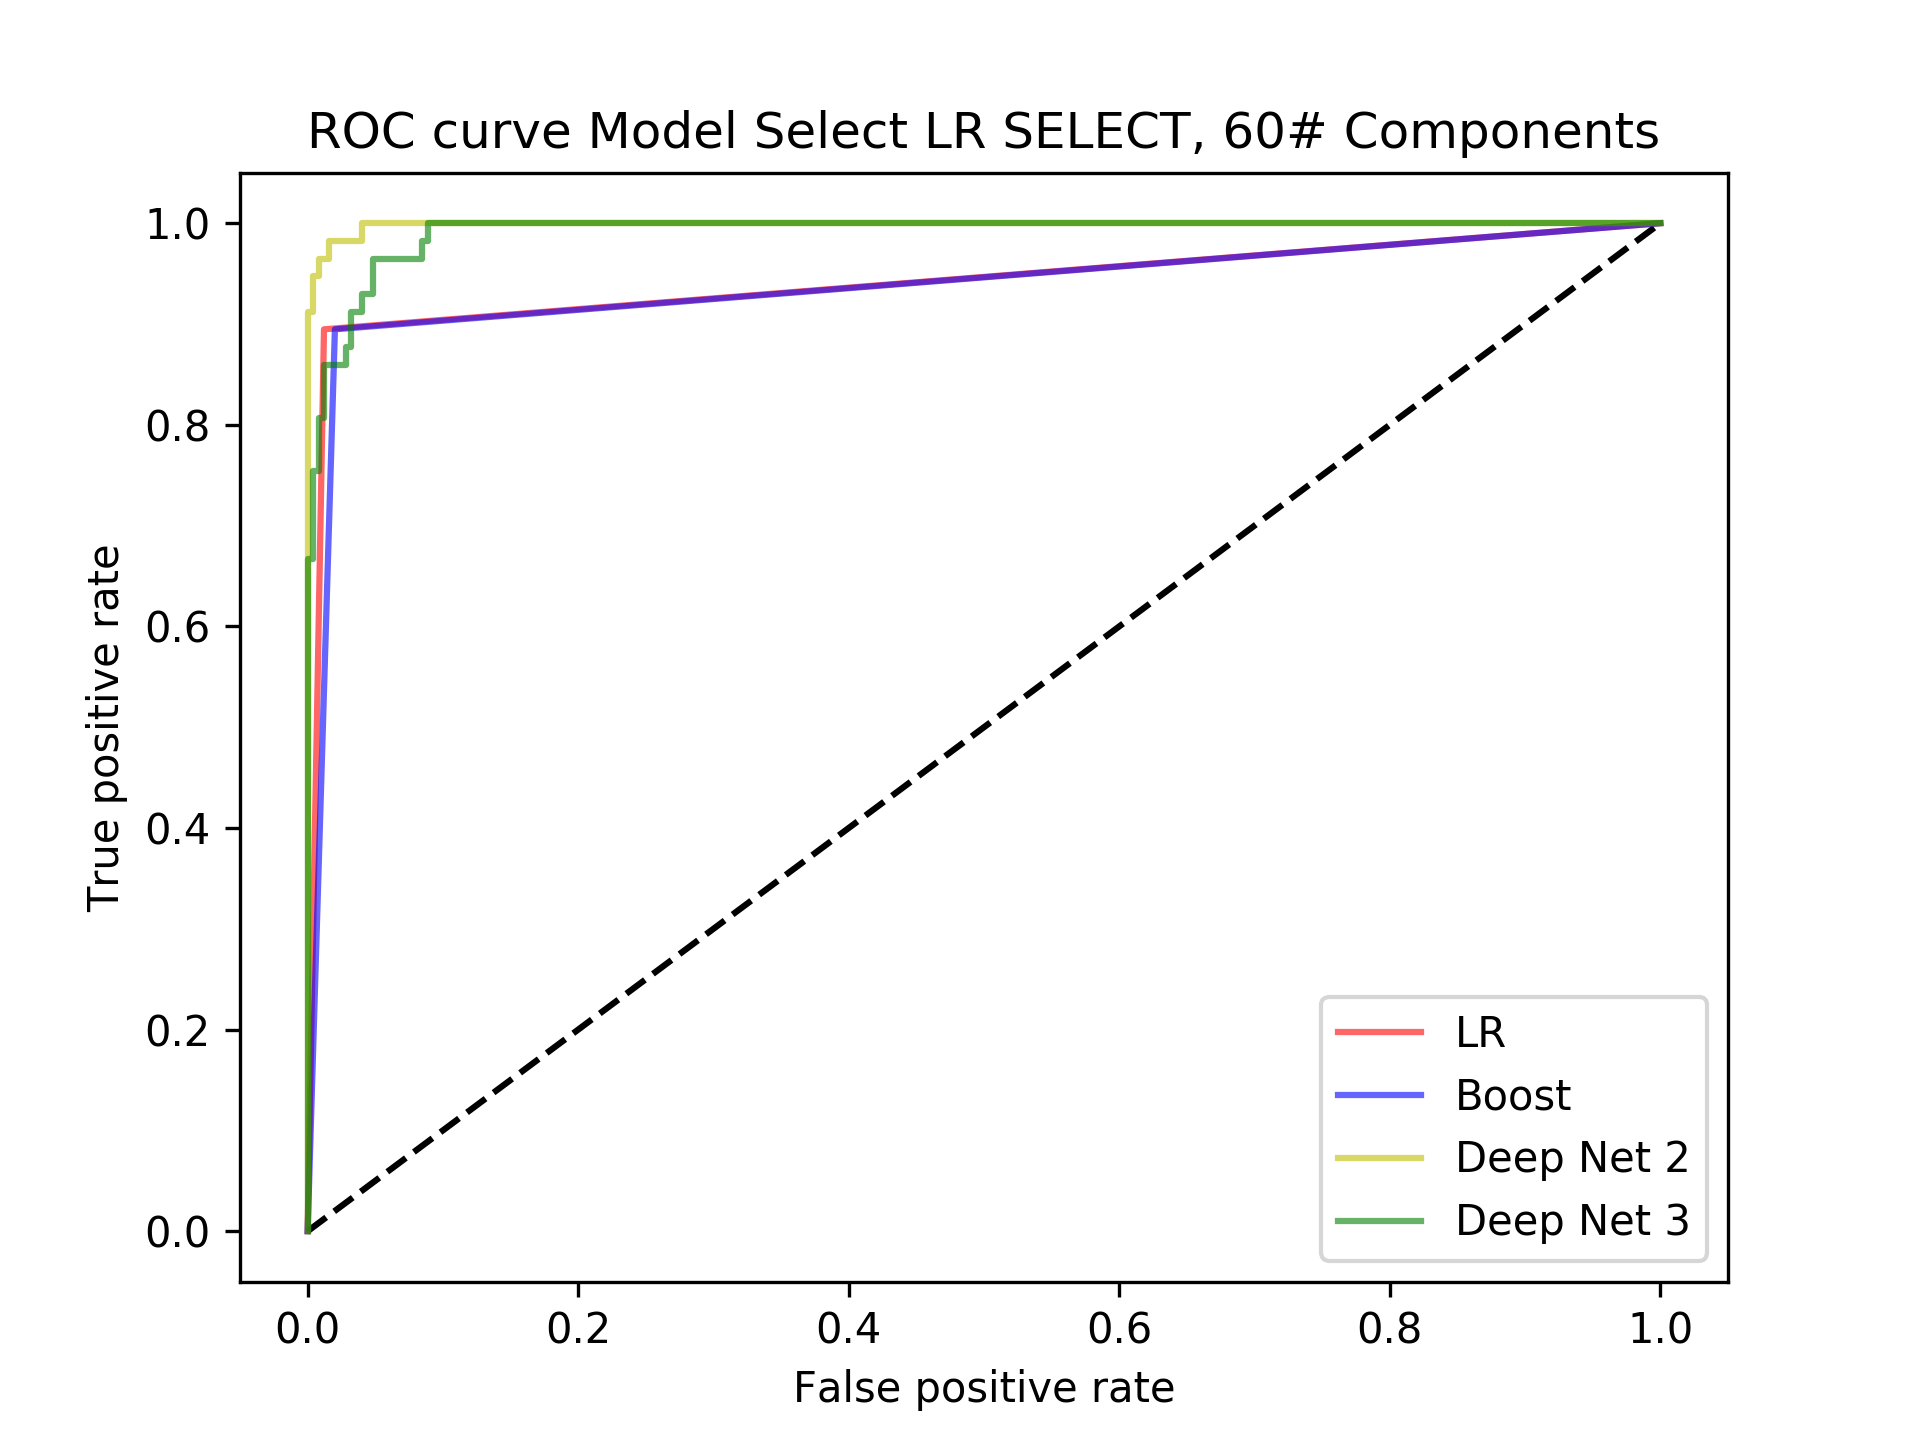 ROC curve Model Select LR SELECT, 60# Components
True positive rate
1.0
0.8
0.6
0.4
0.2
0.0
0.0 0.2 0.4 0.6 0.8 1.0
False positive rate
LR
Boost
Deep Net 2
Deep Net 3